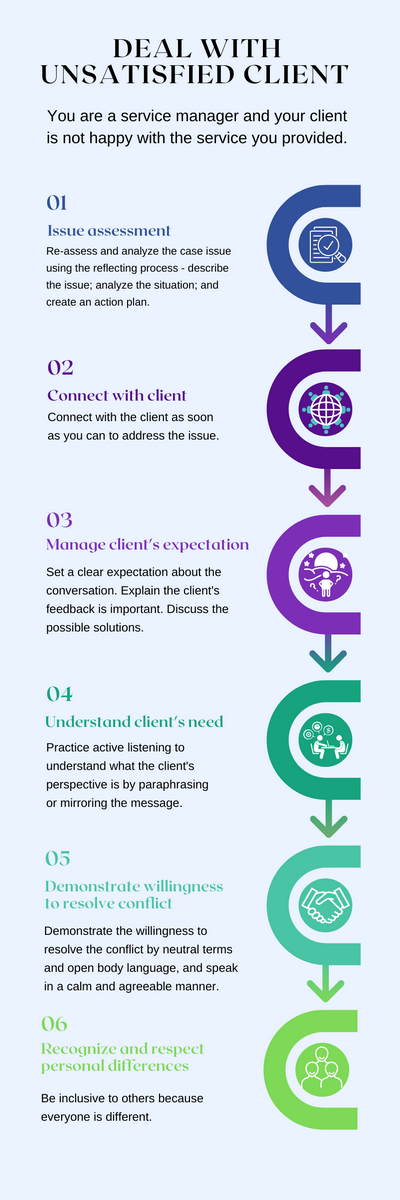 DEAL WITH
UNSATISFIED CLIENT
You are a service manager and your client
is not happy with the service you provided.
01
Issue assessment
Re-assess and analyze the case issue
using the reflecting process - describe
the issue; analyze the situation; and
create an action plan.
02
Connect with client
Connect with the client as soon
as you can to address the issue.
03
Manage client's expectation
Set a clear expectation about the
conversation. Explain the client's
feedback is important. Discuss the
possible solutions.
04
Understand client's need
Practice active listening to
understand what the client's
perspective is by paraphrasing
or mirroring the message.
05
Demonstrate willingness
to resolve conflict
Demonstrate the willingness to
resolve the conflict by neutral terms
and open body language, and speak
in a calm and agreeable manner.
06
Recognize and respect
personal differences
Be inclusive to others because
everyone is different.